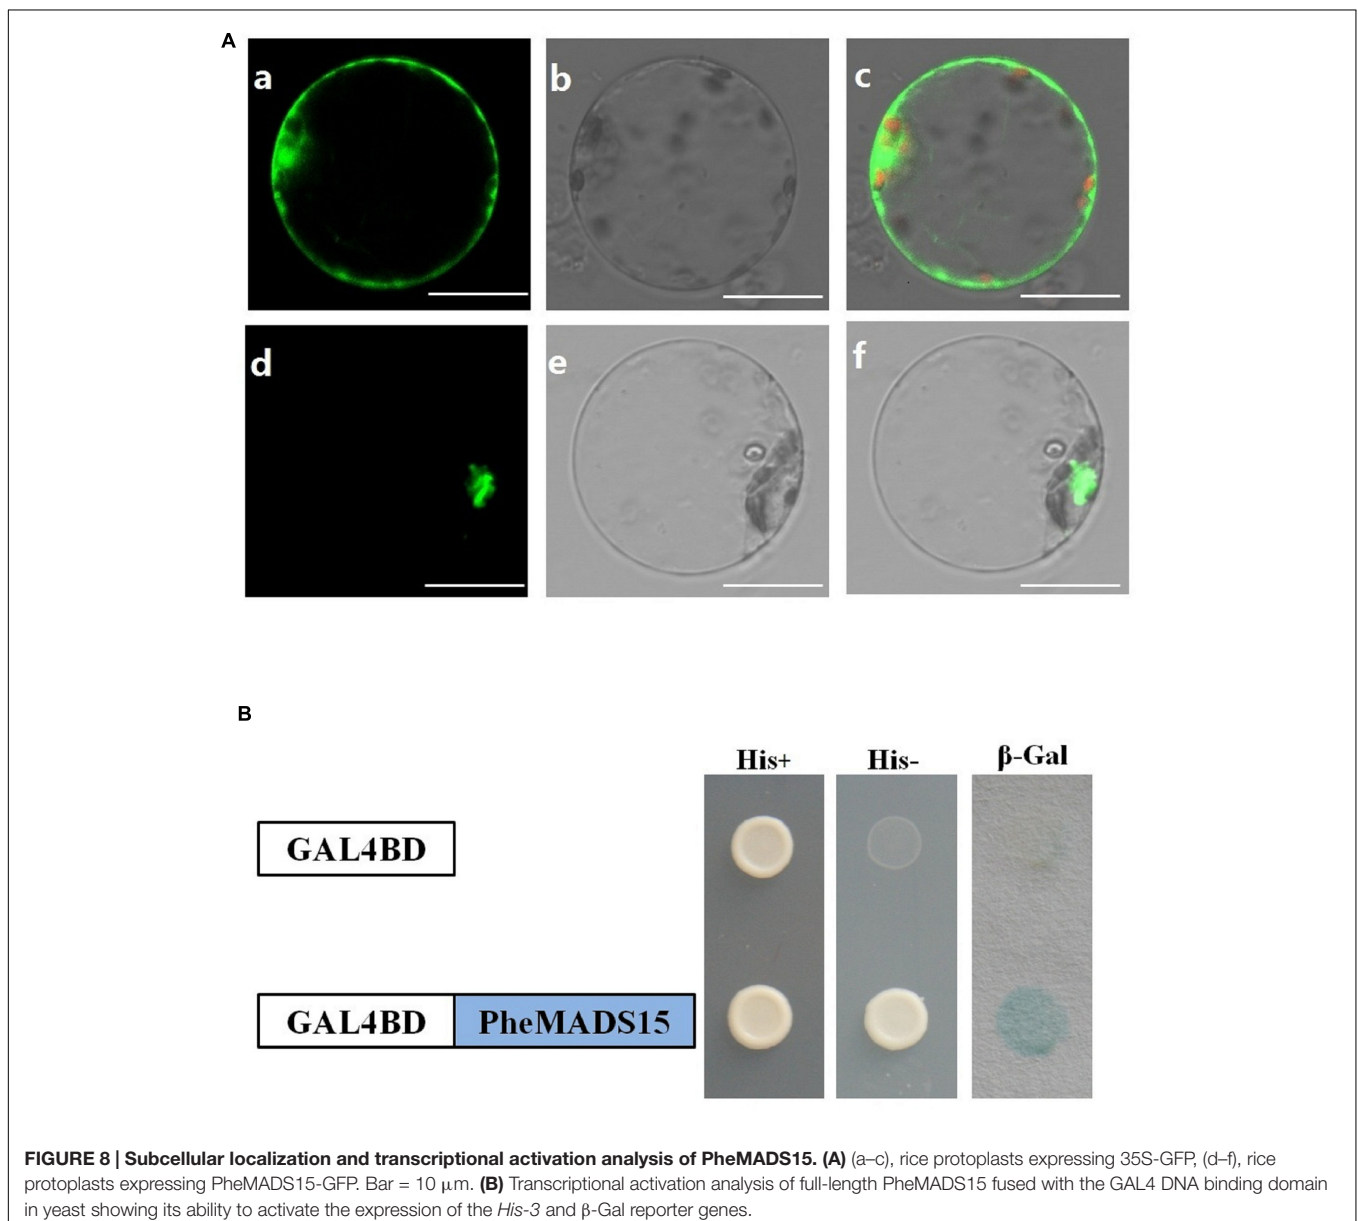 A
a
b
c
d
e
f
B
His+ His- β-Gal
GAL4BD
GAL4BD PheMADS15
FIGURE 8 | Subcellular localization and transcriptional activation analysis of PheMADS15. (A) (a–c), rice protoplasts expressing 35S-GFP, (d–f), rice
protoplasts expressing PheMADS15-GFP. Bar = 10 μm. (B) Transcriptional activation analysis of full-length PheMADS15 fused with the GAL4 DNA binding domain
in yeast showing its ability to activate the expression of the His-3 and β-Gal reporter genes.